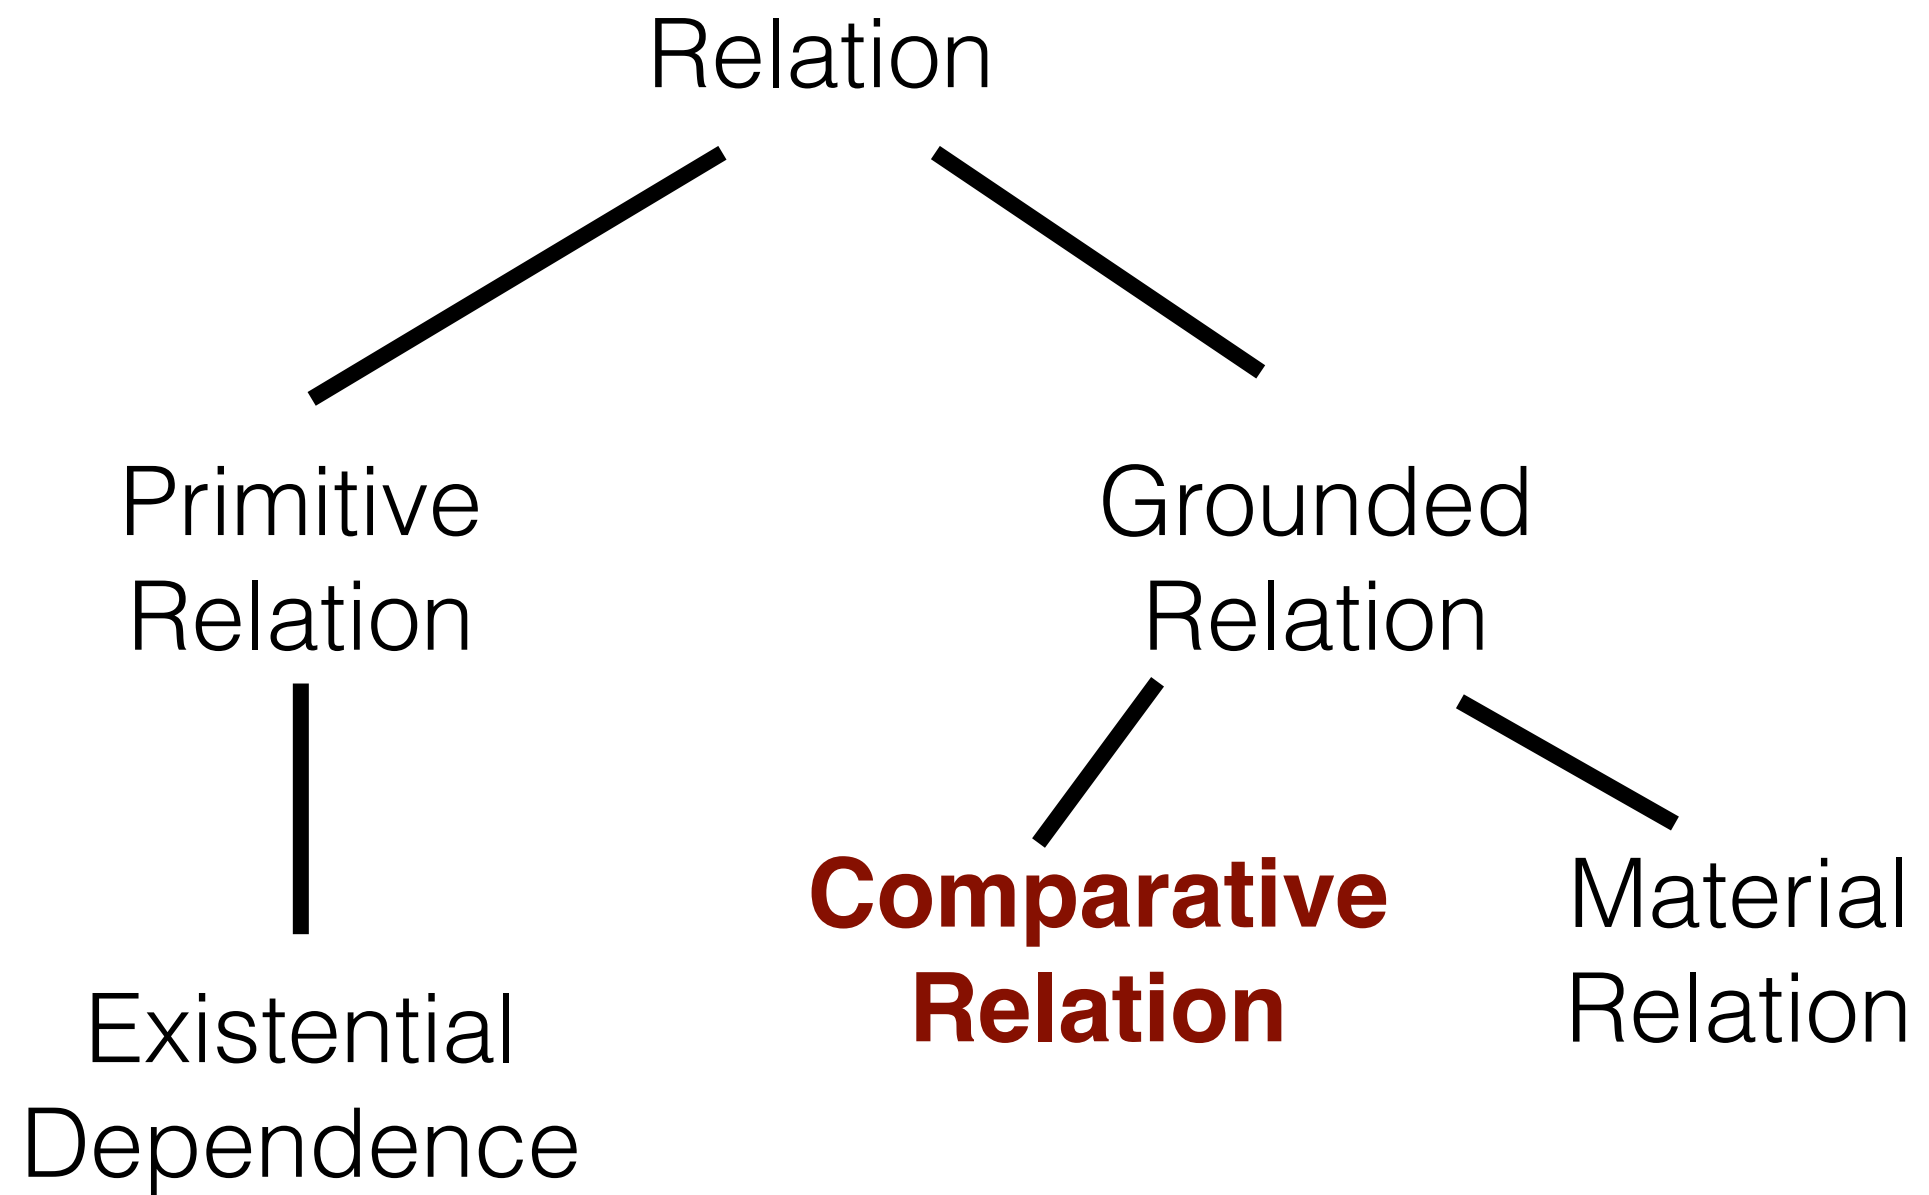 Relation
Primitive
Relation
Grounded
Relation
Existential
Dependence
Comparative
Relation
Material
Relation